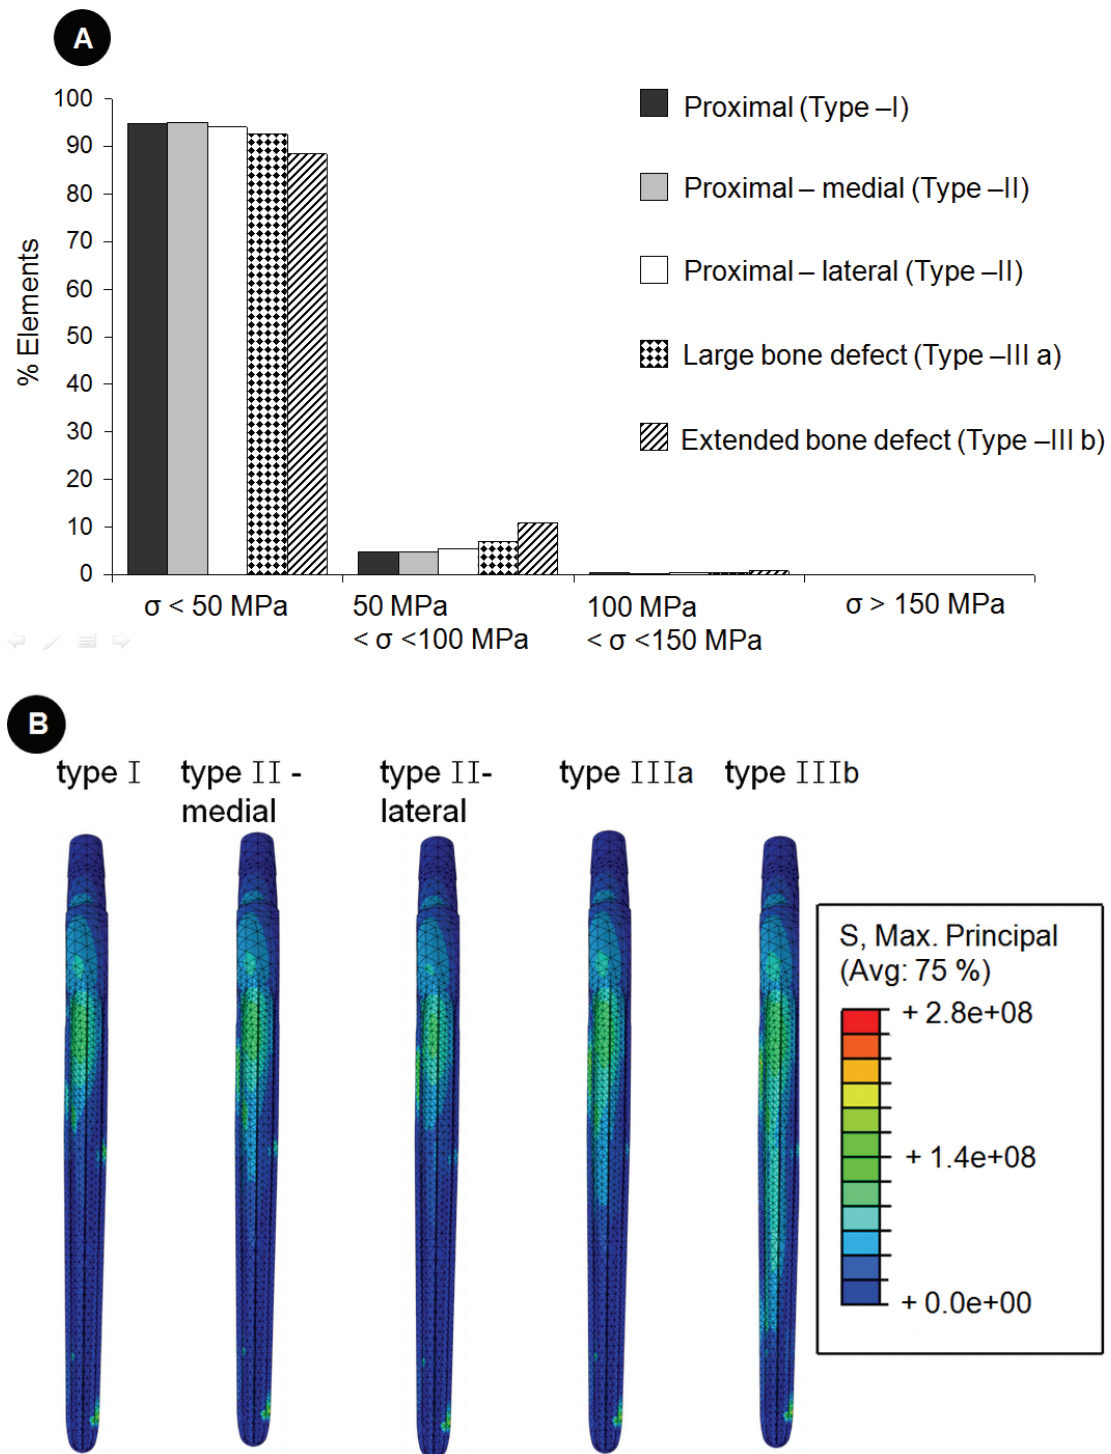 A
100
90
80
70
60
50
40
30
20
10
0
% Elements
Proximal (Type –I)
Proximal – medial (Type –II)
Proximal – lateral (Type –II)
Large bone defect (Type –III a)
Extended bone defect (Type –III b)
σ < 50 MPa
50 MPa
< σ <100 MPa
100 MPa
< σ <150 MPa
σ > 150 MPa
B
type I
type II -
medial
type II-
lateral
type IIIa
type IIIb
S, Max. Principal
(Avg: 75 %)
+ 2.8e+08
+ 1.4e+08
+ 0.0e+00